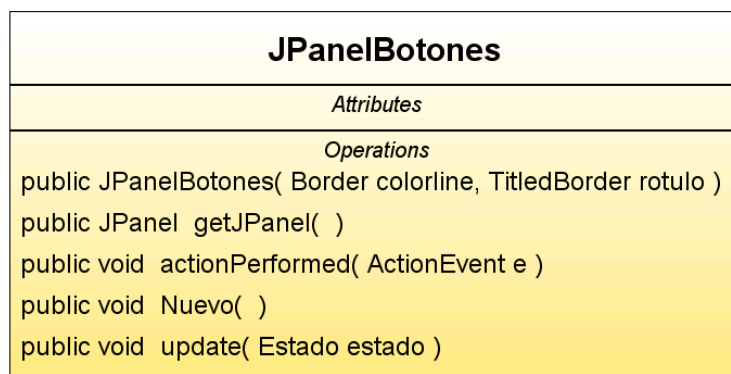 JPanelBotones
Attributes
Operations
public JPanelBotones( Border colorline, TitledBorder rotulo )
public JPanel  getJPanel( )
public void  actionPerformed( ActionEvent e )
public void  Nuevo( )
public void  update( Estado estado )